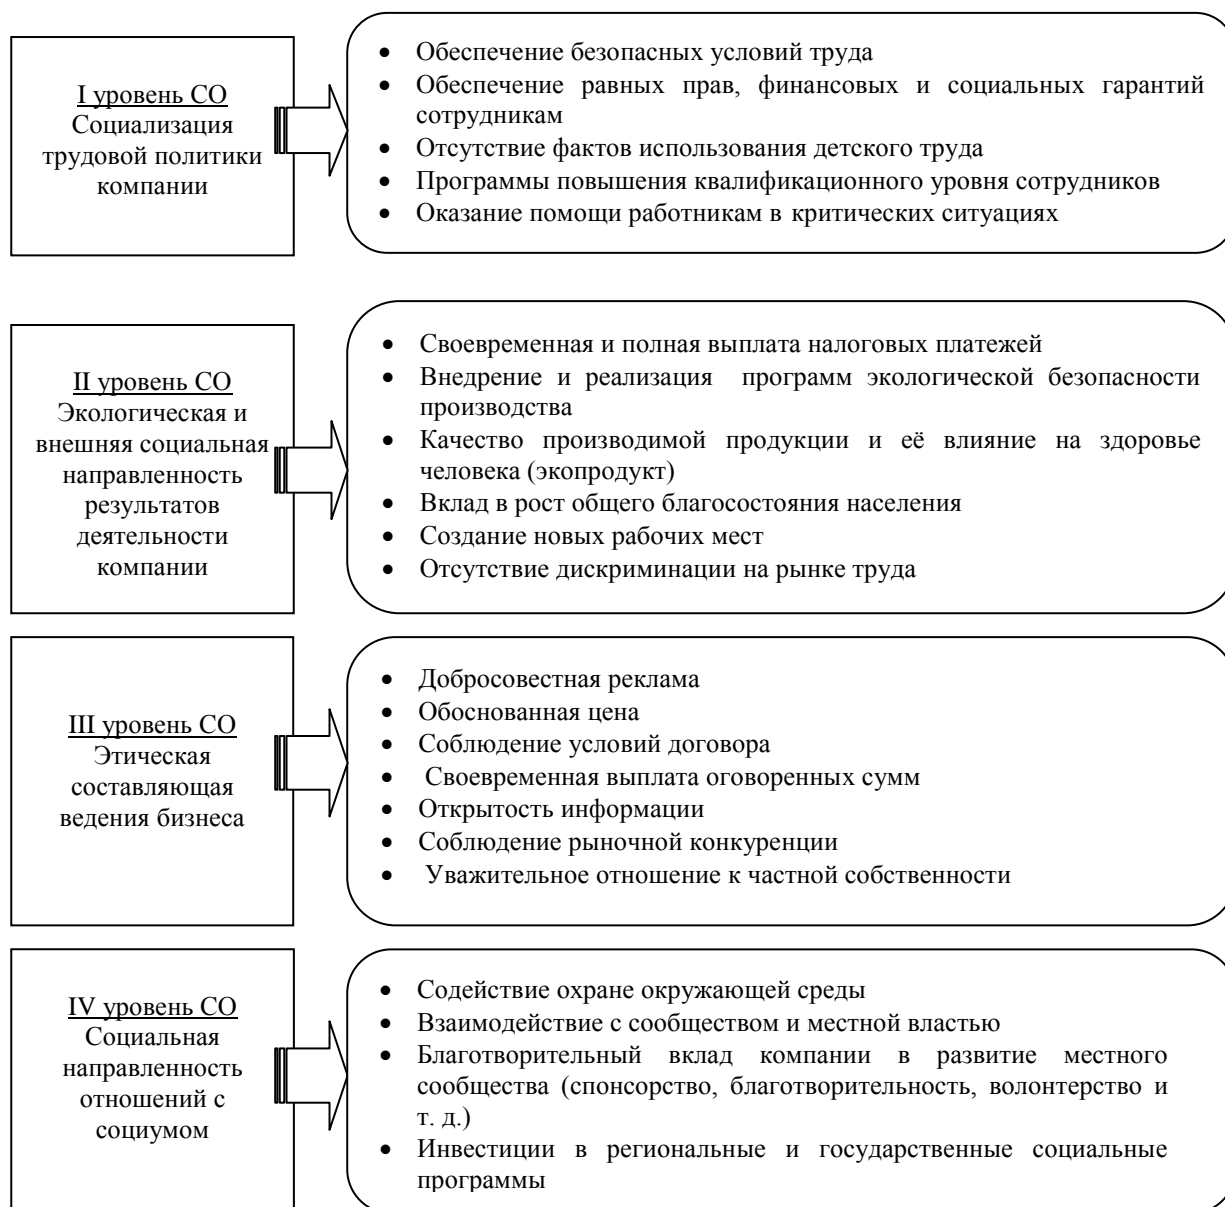 I уровень СО
Социализация
трудовой политики
компании
• Обеспечение безопасных условий труда
• Обеспечение равных прав, финансовых и социальных гарантий
сотрудникам
• Отсутствие фактов использования детского труда
• Программы повышения квалификационного уровня сотрудников
• Оказание помощи работникам в критических ситуациях
II уровень СО
Экологическая и
внешняя социальная
направленность
результатов
деятельности
компании
• Своевременная и полная выплата налоговых платежей
• Внедрение и реализация программ экологической безопасности
производства
• Качество производимой продукции и её влияние на здоровье
человека (экопродукт)
• Вклад в рост общего благосостояния населения
• Создание новых рабочих мест
• Отсутствие дискриминации на рынке труда
III уровень СО
Этическая
составляющая
ведения бизнеса
• Добросовестная реклама
• Обоснованная цена
• Соблюдение условий договора
• Своевременная выплата оговоренных сумм
• Открытость информации
• Соблюдение рыночной конкуренции
• Уважительное отношение к частной собственности
IV уровень СО
Социальная
направленность
отношений с
социумом
• Содействие охране окружающей среды
• Взаимодействие с сообществом и местной властью
• Благотворительный вклад компании в развитие местного
сообщества (спонсорство, благотворительность, волонтерство и
т. д.)
• Инвестиции в региональные и государственные социальные
программы